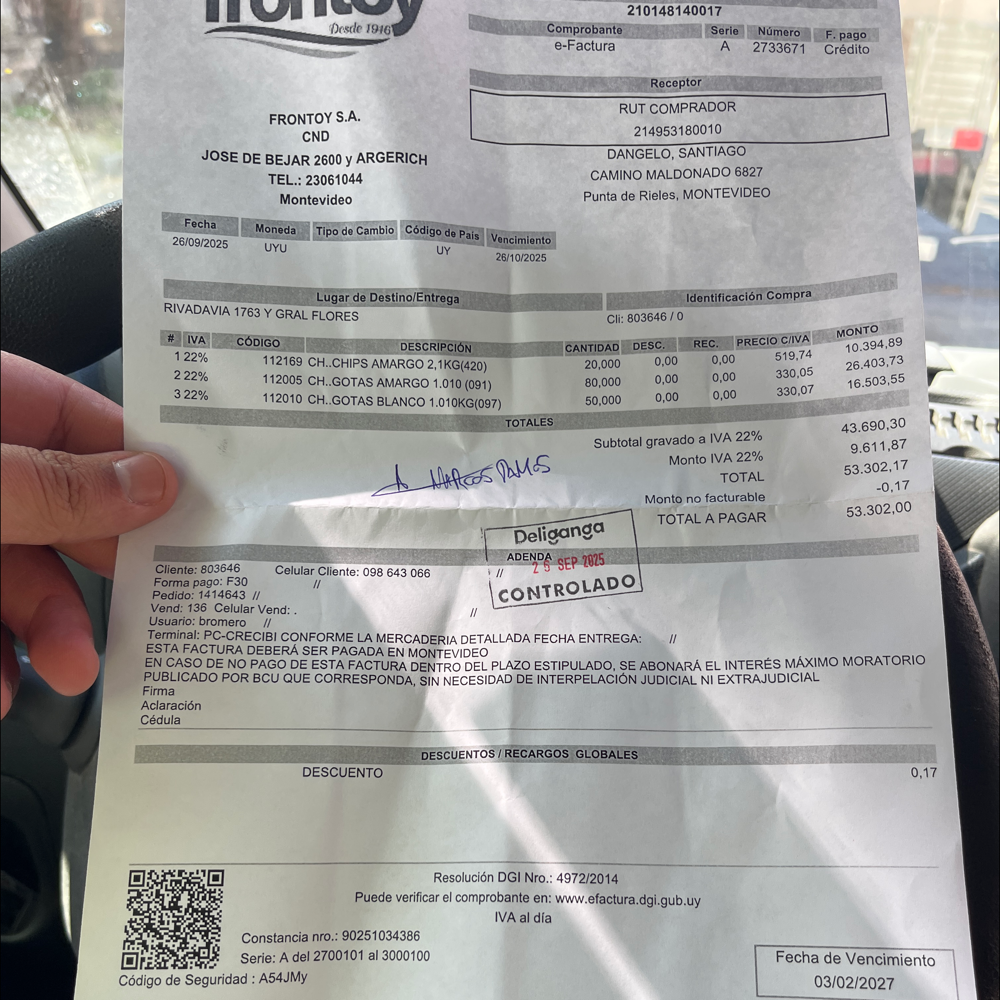 frontoy
Desde 1946
210148140017
Comprobante Serie Número F. pago
e-Factura A 2733671 Crédito
Receptor
RUT COMPRADOR
214953180010
DANGELO, SANTIAGO
CAMINO MALDONADO 6827
Punta de Rieles, MONTEVIDEO
FRONTOY S.A.
CND
JOSE DE BEJAR 2600 y ARGERICH
TEL.: 23061044
Montevideo
Fecha Moneda Tipo de Cambio Código de Pais Vencimiento
26/09/2025 UYU UY 26/10/2025
Lugar de Destino/Entrega Identificación Compra
RIVADAVIA 1763 Y GRAL FLORES Cli: 803646 / 0
# IVA CÓDIGO DESCRIPCIÓN CANTIDAD DESC. REC. PRECIO C/IVA MONTO
1 22% 112169 CH..CHIPS AMARGO 2,1KG(420) 20,000 0,00 0,00 519,74 10.394,89
2 22% 112005 CH..GOTAS AMARGO 1.010 (091) 80,000 0,00 0,00 330,05 26.403,73
3 22% 112010 CH..GOTAS BLANCO 1.010KG(097) 50,000 0,00 0,00 330,07 16.503,55
TOTALES
Subtotal gravado a IVA 22% 43.690,30
Monto IVA 22% 9.611,87
TOTAL 53.302,17
Monto no facturable -0,17
TOTAL A PAGAR 53.302,00
MARCOS RAMOS
Deliganga
ADENDA
26 SEP 2025
CONTROLADO
Cliente: 803646 Celular Cliente: 098 643 066 //
Forma pago: F30 //
Pedido: 1414643 //
Vend: 136 Celular Vend: . //
Usuario: bromero //
Terminal: PC-CRECIBI CONFORME LA MERCADERIA DETALLADA FECHA ENTREGA: //
ESTA FACTURA DEBERÁ SER PAGADA EN MONTEVIDEO
EN CASO DE NO PAGO DE ESTA FACTURA DENTRO DEL PLAZO ESTIPULADO, SE ABONARÁ EL INTERÉS MÁXIMO MORATORIO
PUBLICADO POR BCU QUE CORRESPONDA, SIN NECESIDAD DE INTERPELACIÓN JUDICIAL NI EXTRAJUDICIAL
Firma
Aclaración
Cédula
DESCUENTOS / RECARGOS GLOBALES
DESCUENTO 0,17
Resolución DGI Nro.: 4972/2014
Puede verificar el comprobante en: www.efactura.dgi.gub.uy
IVA al día
Constancia nro.: 90251034386
Serie: A del 2700101 al 3000100
Código de Seguridad : A54JMy
Fecha de Vencimiento
03/02/2027